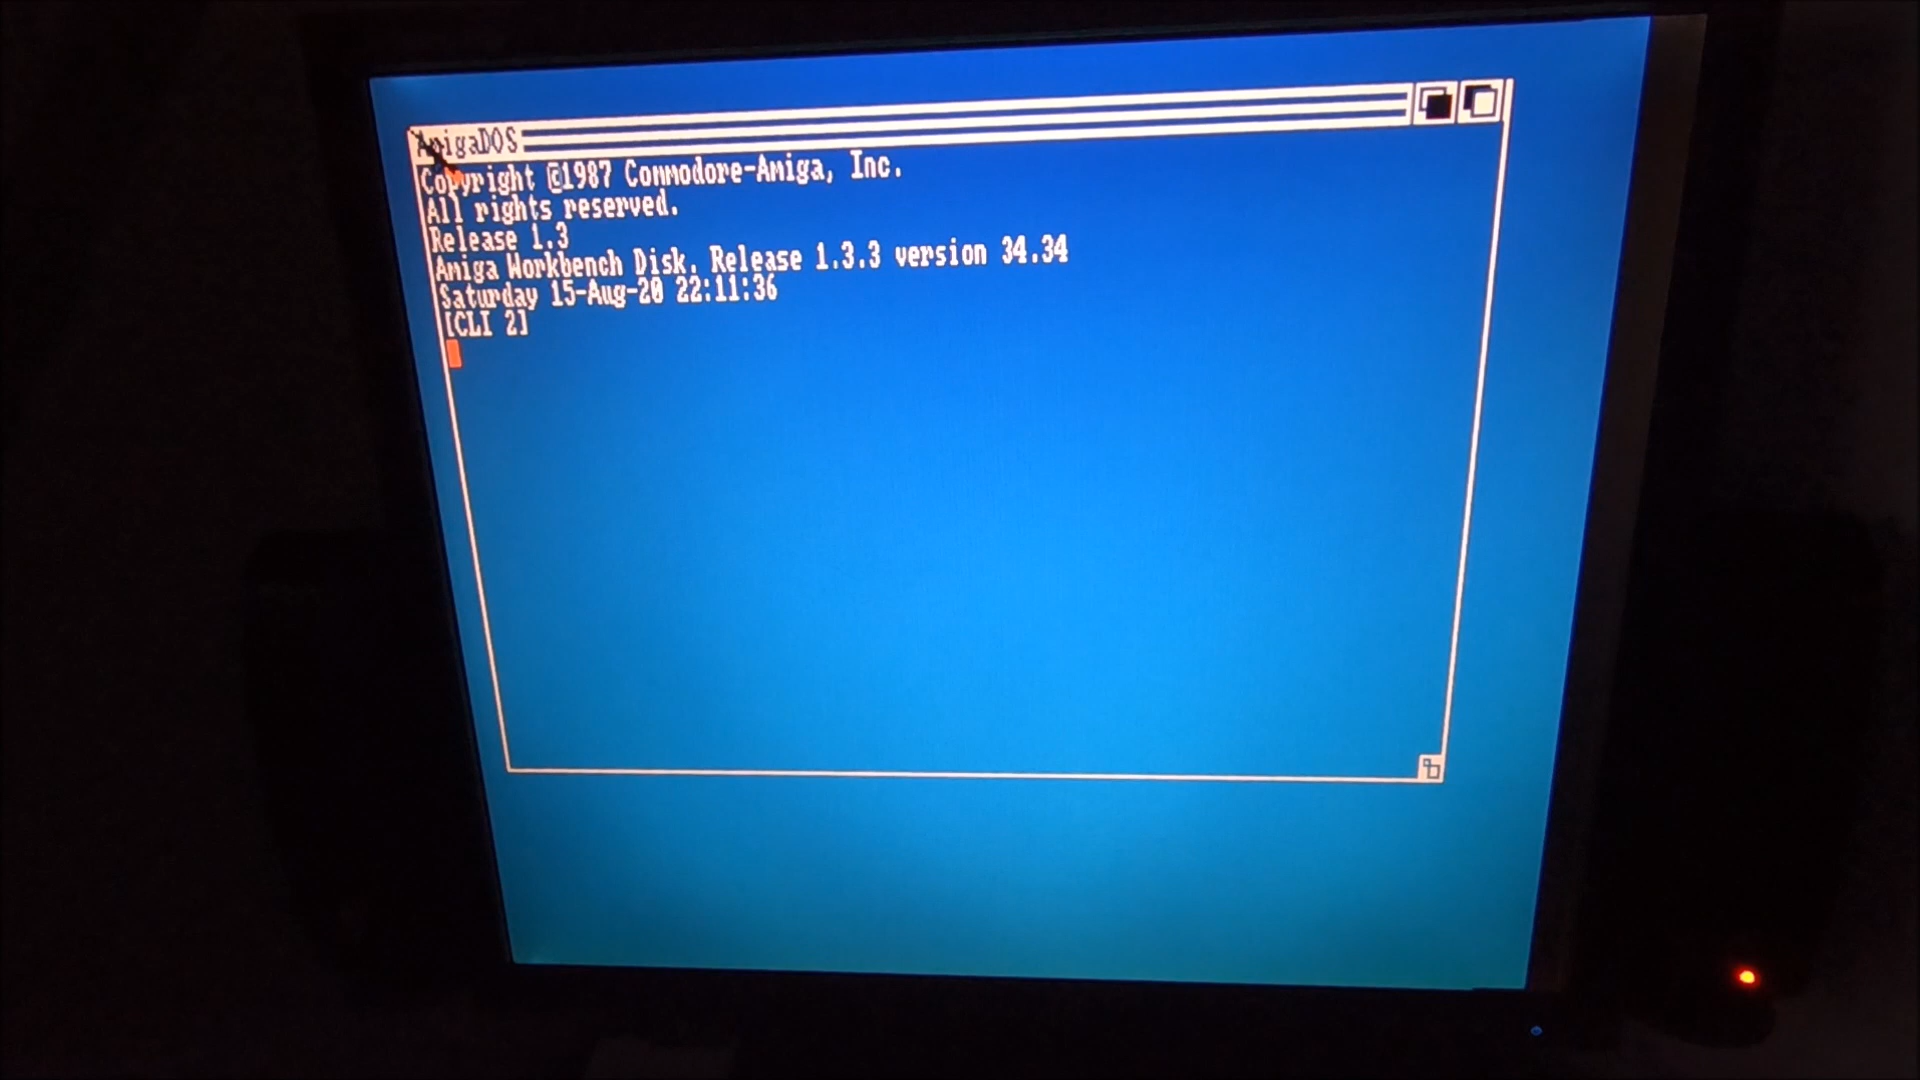 AmigaDOS
Copyright ©1987 Commodore-Amiga, Inc.
All rights reserved.
Release 1.3
Amiga Workbench Disk. Release 1.3.3 version 34.34
Saturday 15-Aug-20 22:11:36
[CLI 2]